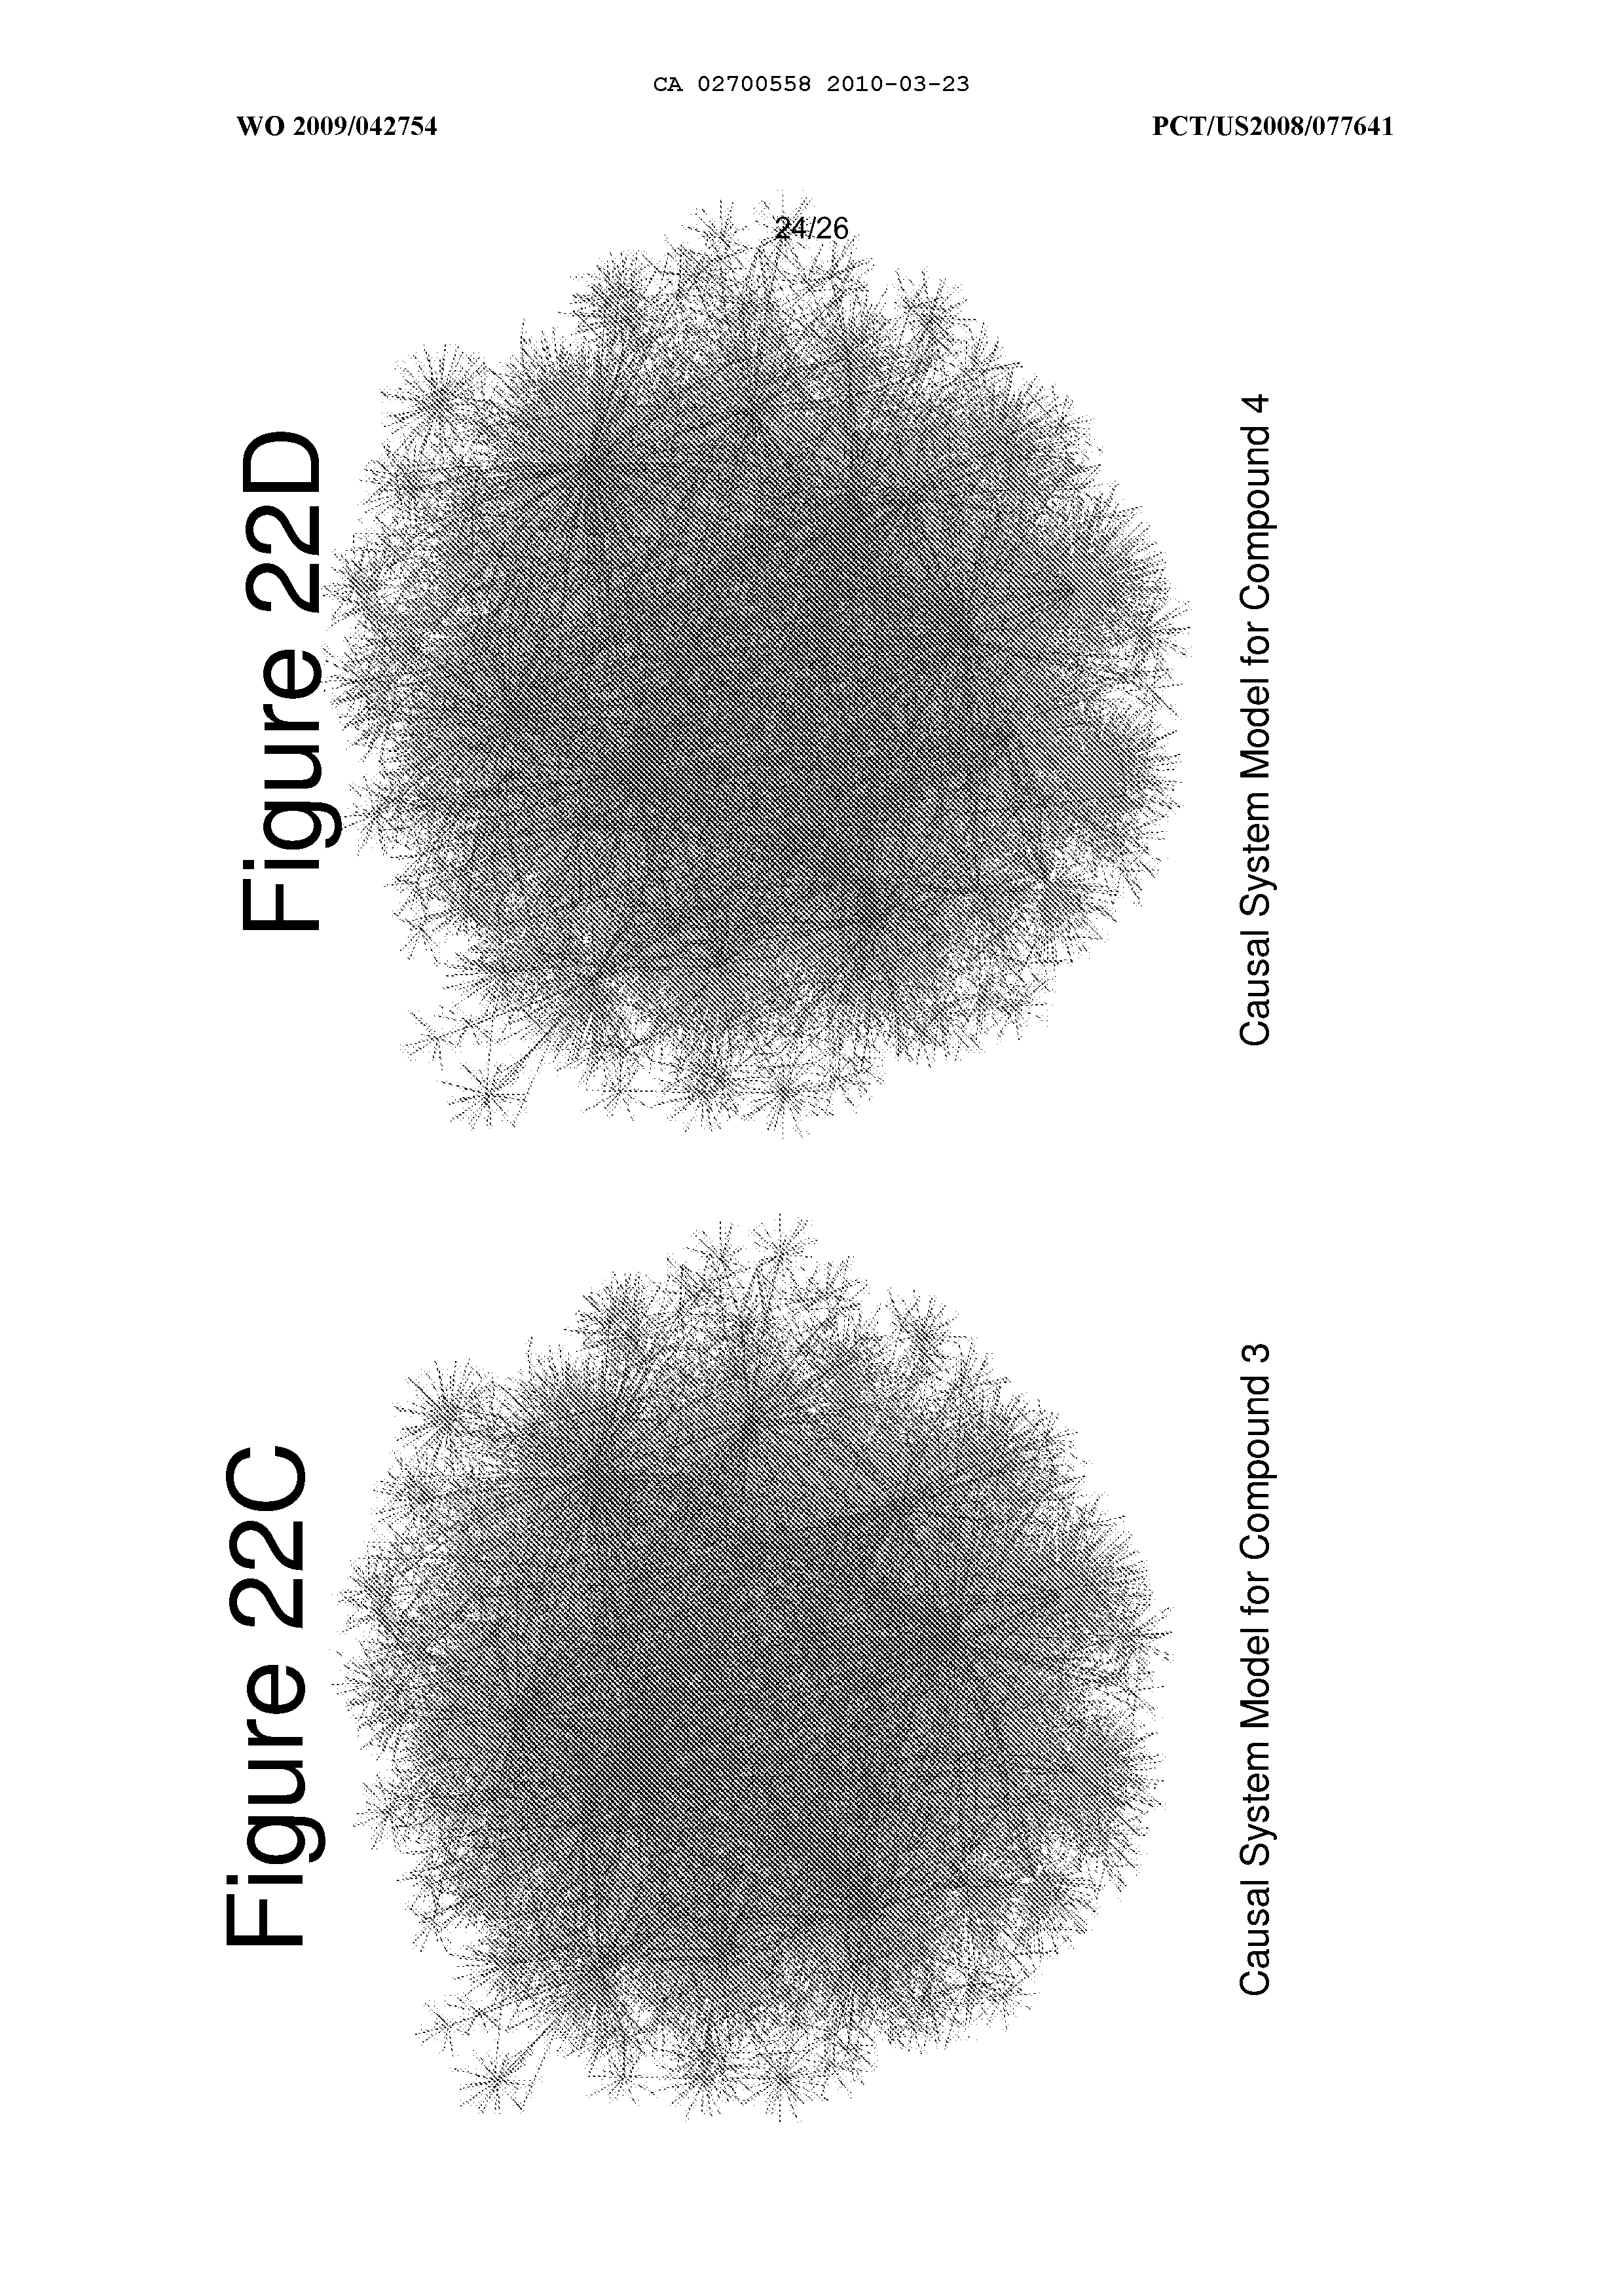 CA 02700558 2010-03-23
WO 2009/042754
PCT/US2008/077641
24/26
Figure 22D
Causal System Model for Compound 4
Figure 22C
Causal System Model for Compound 3